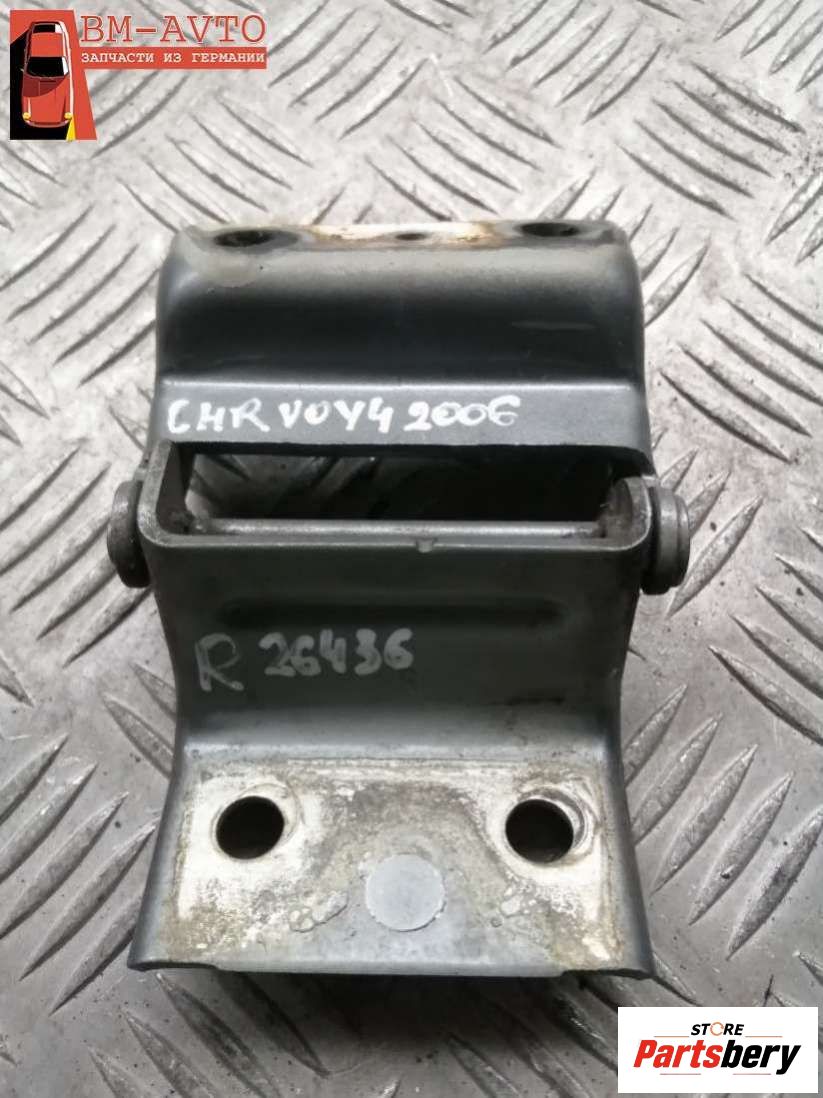 BM-AVTO
ЗАПЧАСТИ ИЗ ГЕРМАНИИ
CHR VOY4 2006
R 26436
STORE
Partsbery